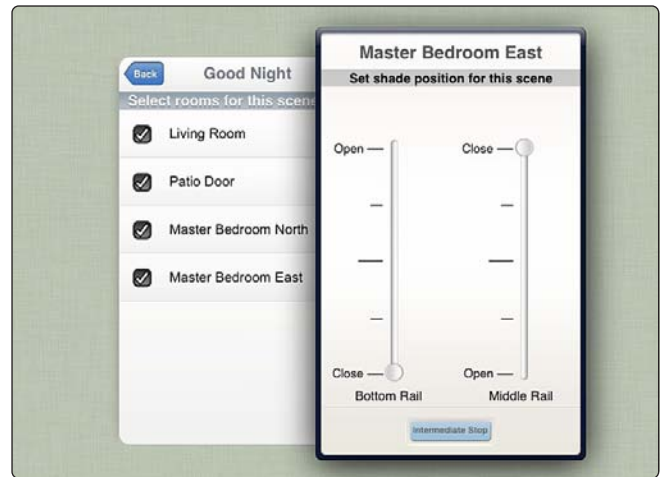 Back
Good Night
Select rooms for this scene
Living Room
Patio Door
Master Bedroom North
Master Bedroom East
Master Bedroom East
Set shade position for this scene
Open
Close
Close
Open
Bottom Rail
Middle Rail
Intermediate Stop